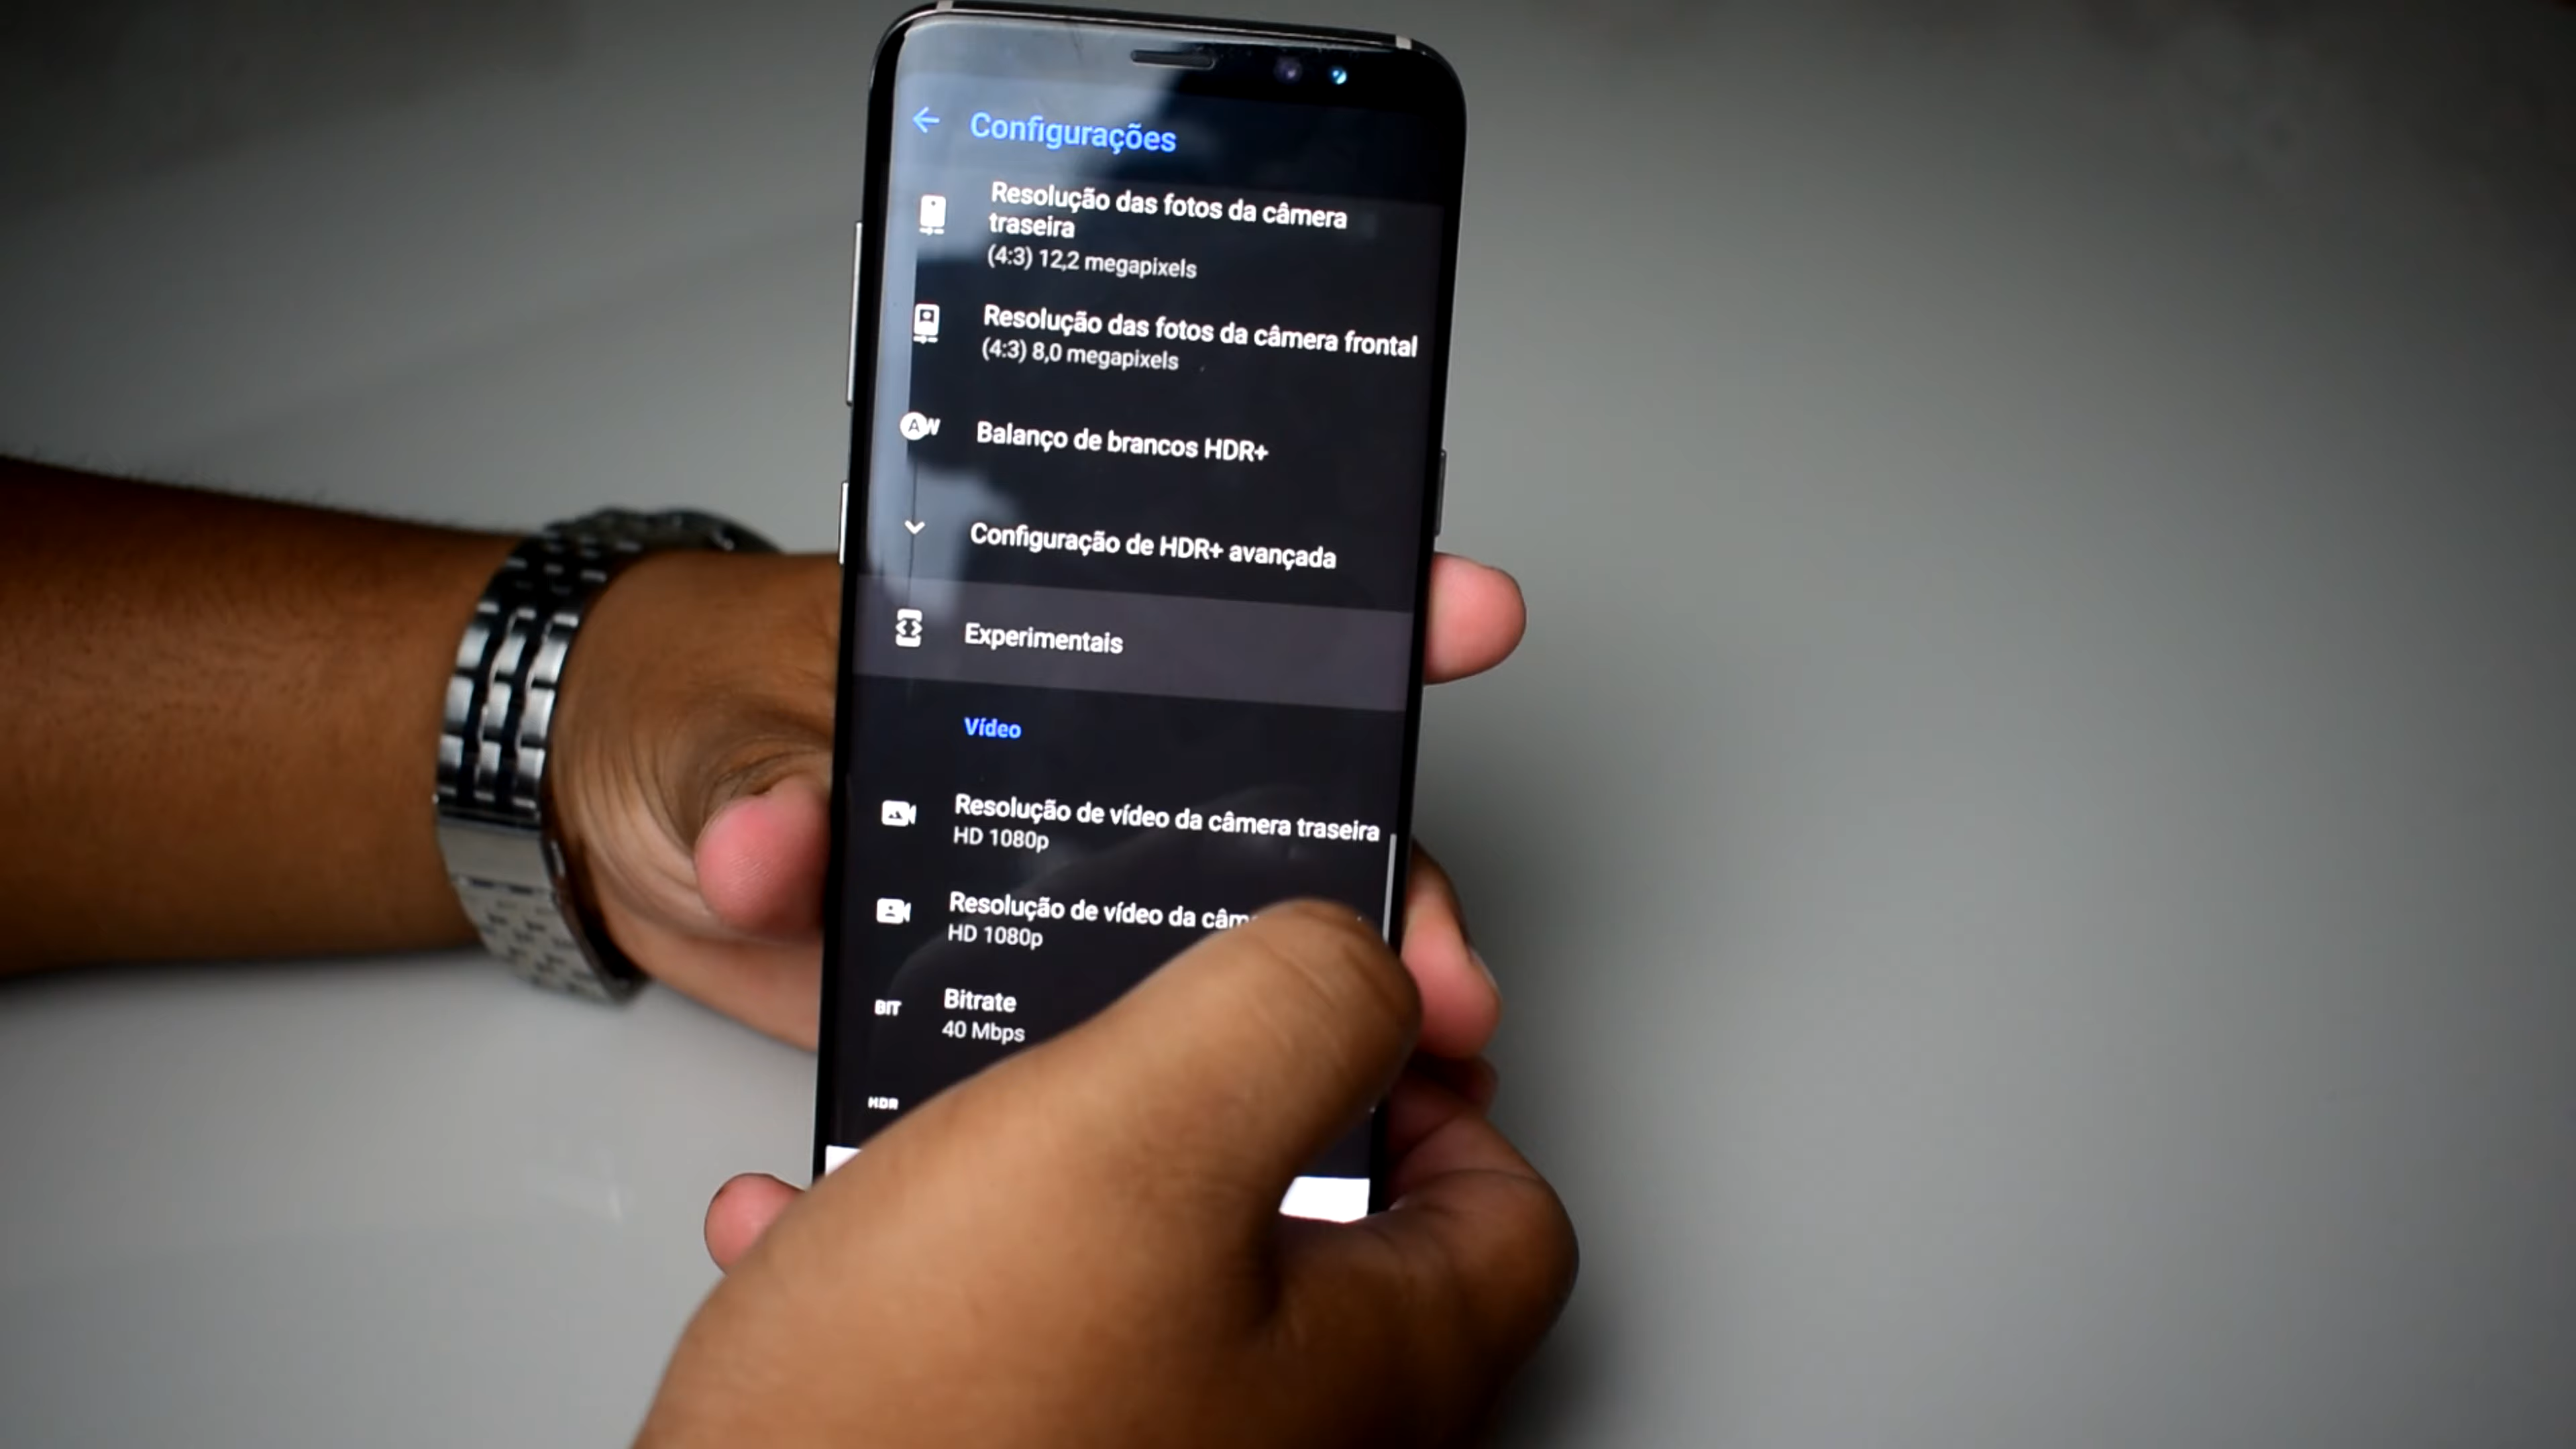 Configurações
Resolução das fotos da câmera
traseira
(4:3) 12,2 megapixels
Resolução das fotos da câmera frontal
(4:3) 8,0 megapixels
AW
Balanço de brancos HDR+
Configuração de HDR+ avançada
Experimentais
Vídeo
Resolução de vídeo da câmera traseira
HD 1080p
Resolução de vídeo da
HD 1080p
BIT
Bitrate
40 Mbps
HDR